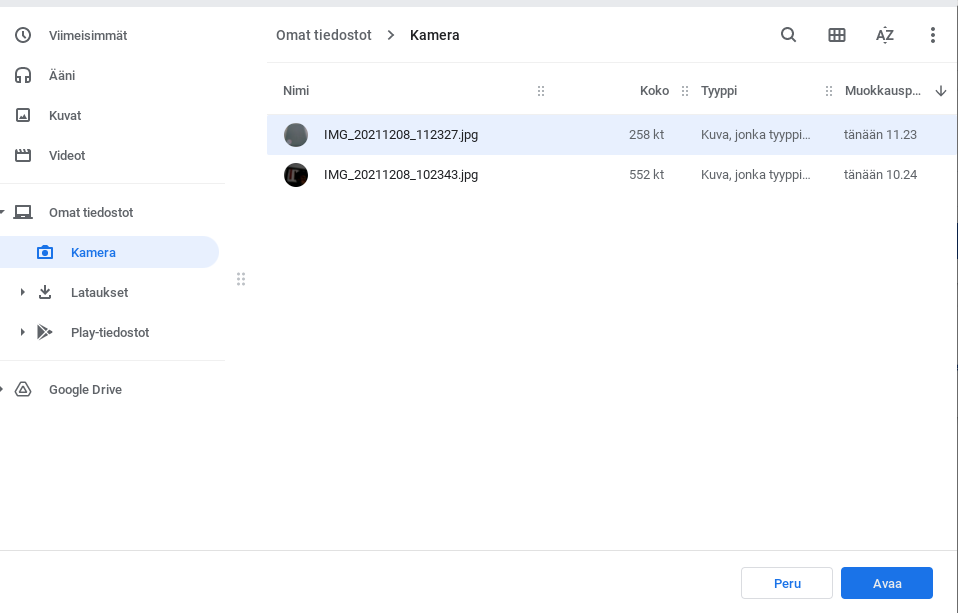 Viimeisimmät
Ääni
Kuvat
Videot
Omat tiedostot
Kamera
Lataukset
Play-tiedostot
Google Drive
Omat tiedostot > Kamera
AZ
Nimi Koko Tyyppi Muokkausp...
IMG_20211208_112327.jpg 258 kt Kuva, jonka tyyppi... tänään 11.23
IMG_20211208_102343.jpg 552 kt Kuva, jonka tyyppi... tänään 10.24
Peru Avaa